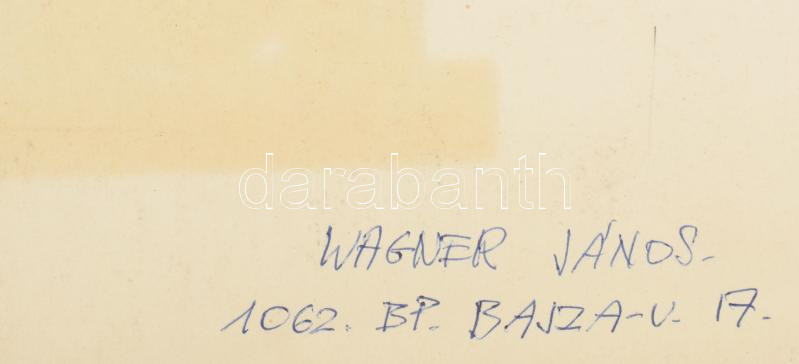 darabanth
WAGNER JÁNOS-
1062. BP. BAJZA-U. 17.